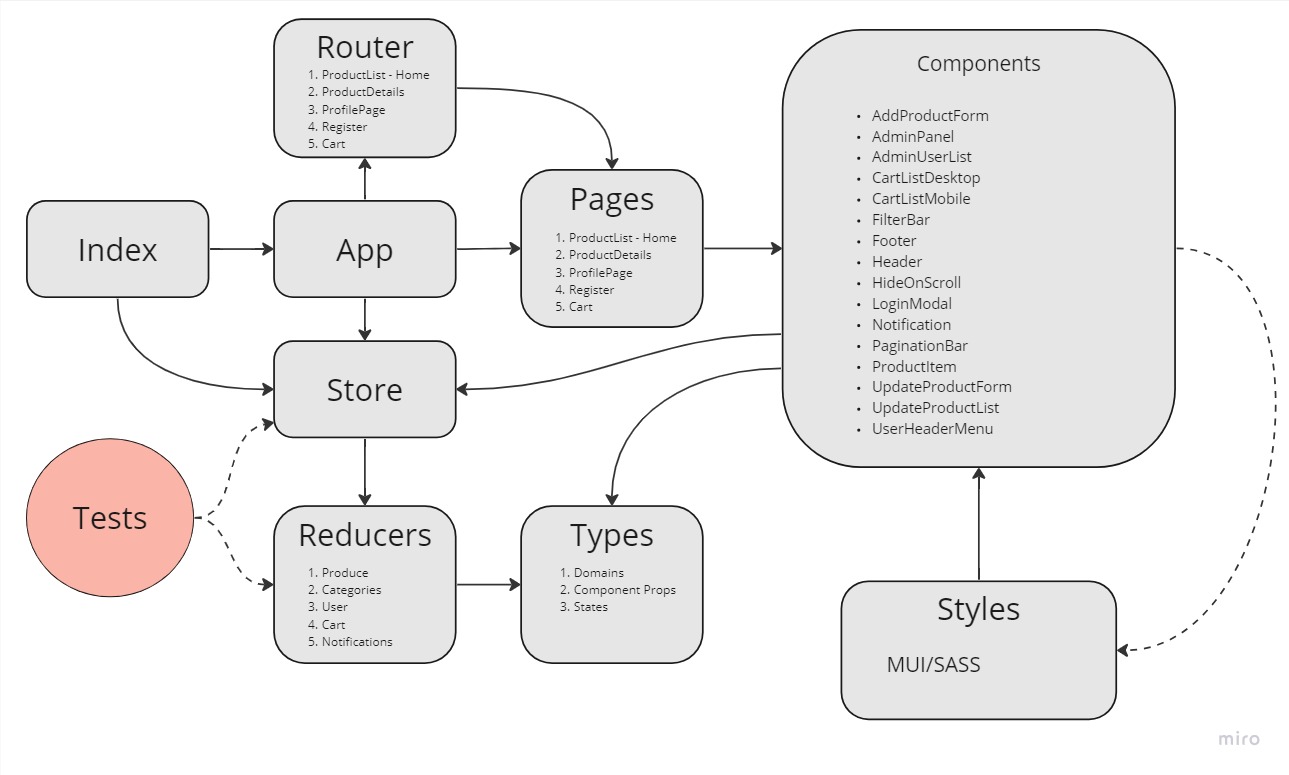 Router
1. ProductList - Home
2. ProductDetails
3. ProfilePage
4. Register
5. Cart
Components
• AddProductForm
• AdminPanel
• AdminUserList
• CartListDesktop
• CartListMobile
• FilterBar
• Footer
• Header
• HideOnScroll
• LoginModal
• Notification
• PaginationBar
• ProductItem
• UpdateProductForm
• UpdateProductList
• UserHeaderMenu
Index
App
Pages
1. ProductList - Home
2. ProductDetails
3. ProfilePage
4. Register
5. Cart
Store
Tests
Reducers
1. Produce
2. Categories
3. User
4. Cart
5. Notifications
Types
1. Domains
2. Component Props
3. States
Styles
MUI/SASS
miro